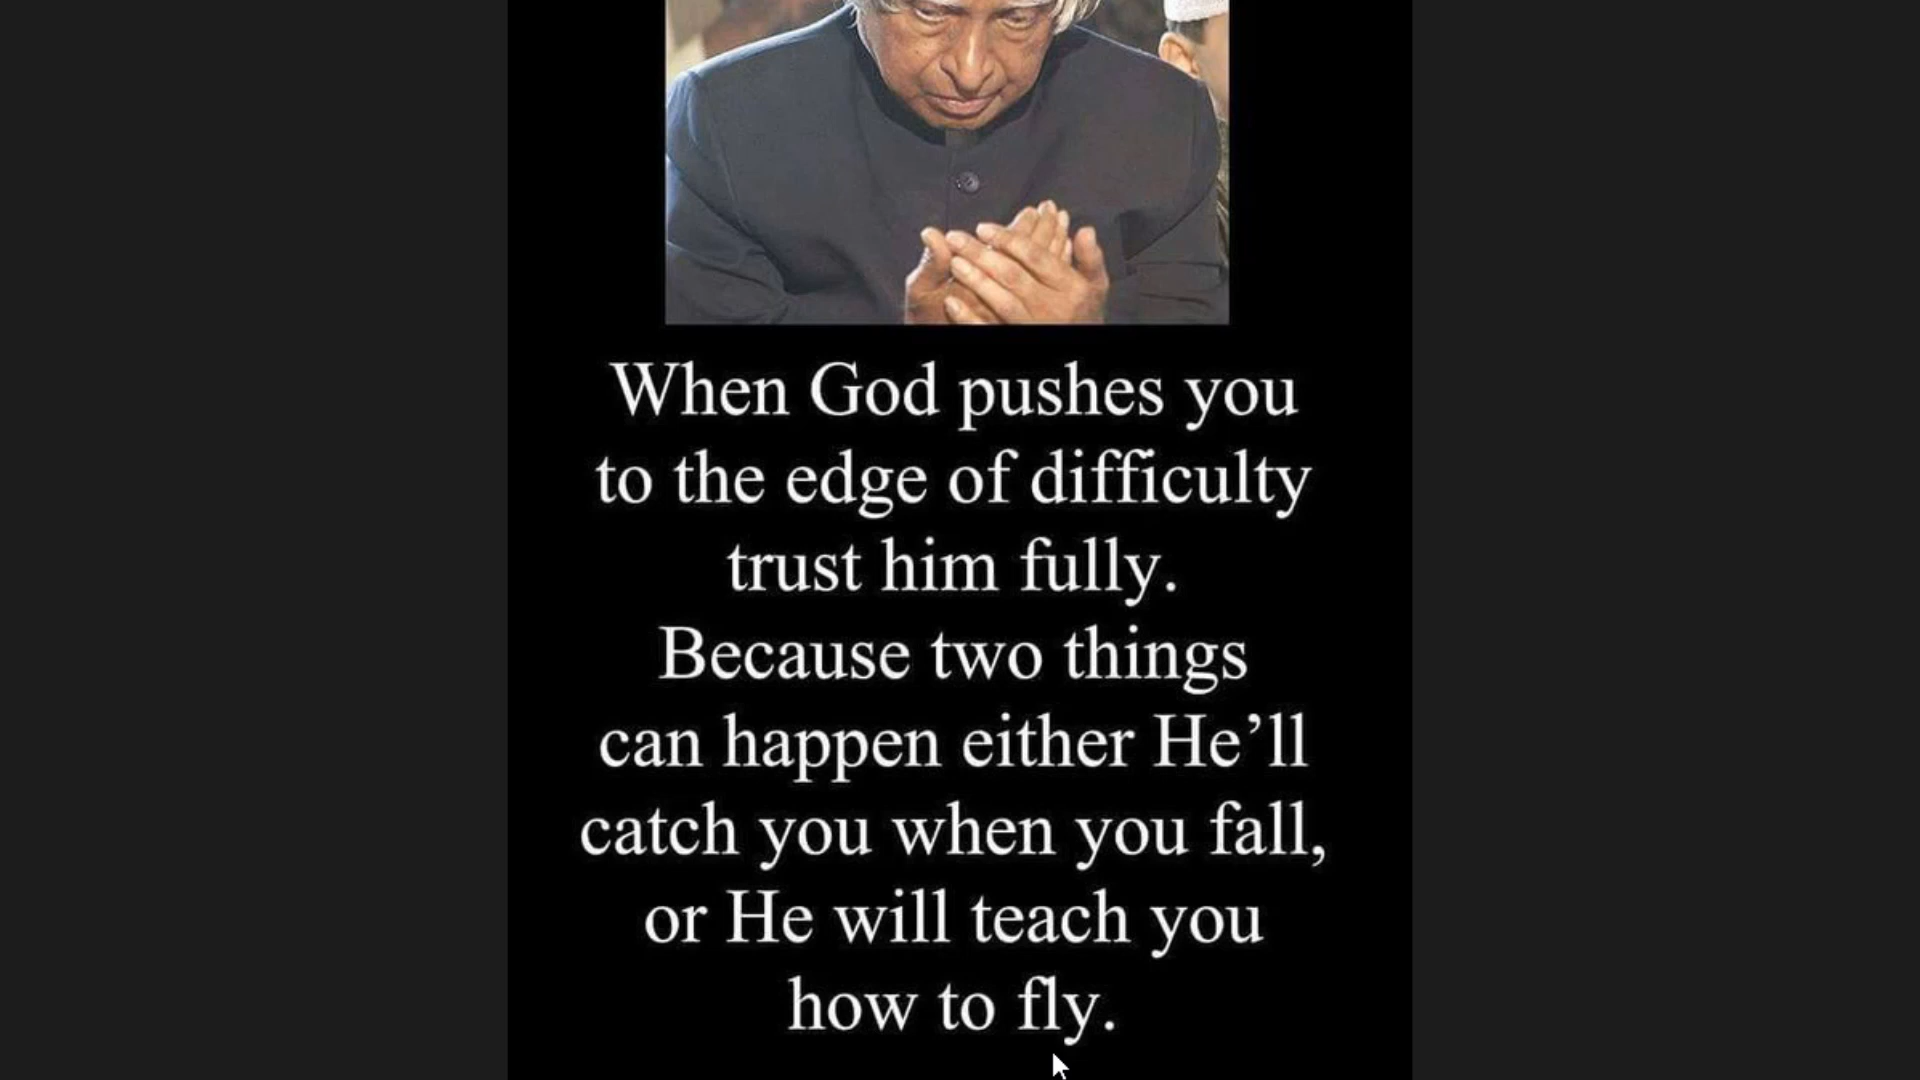 When God pushes you
to the edge of difficulty
trust him fully.
Because two things
can happen either He’ll
catch you when you fall,
or He will teach you
how to fly.